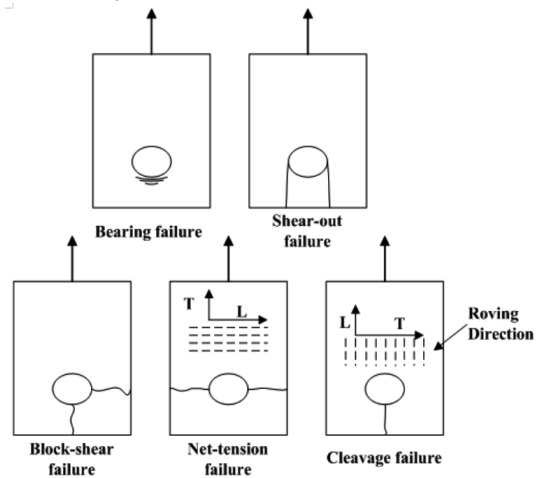 Bearing failure
Shear-out
failure
T
L
L
T
Roving
Direction
Block-shear
failure
Net-tension
failure
Cleavage failure